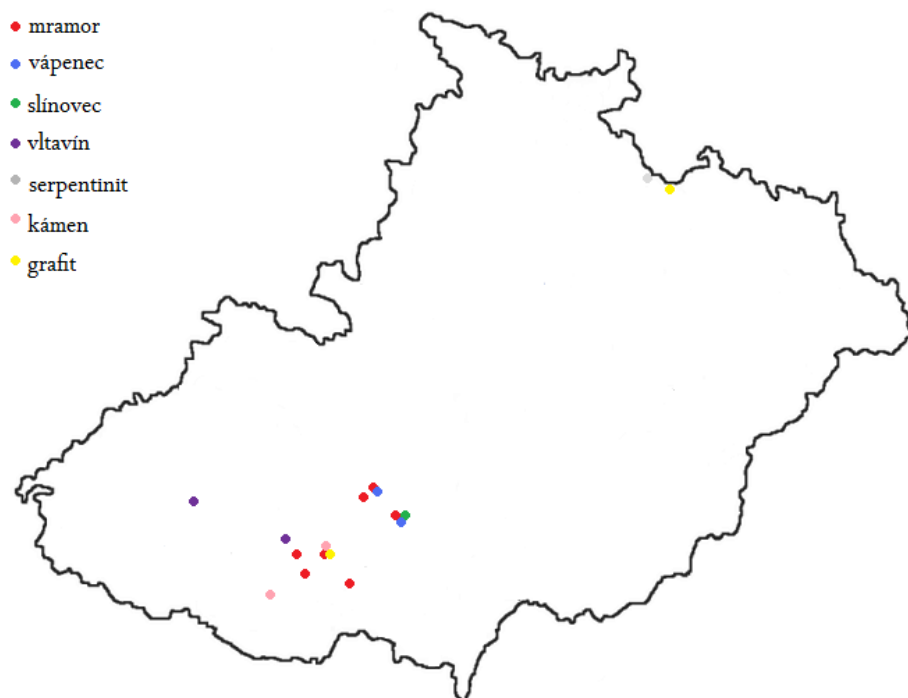 mramor
vápenec
slínovec
vltavín
serpentinit
kámen
grafit